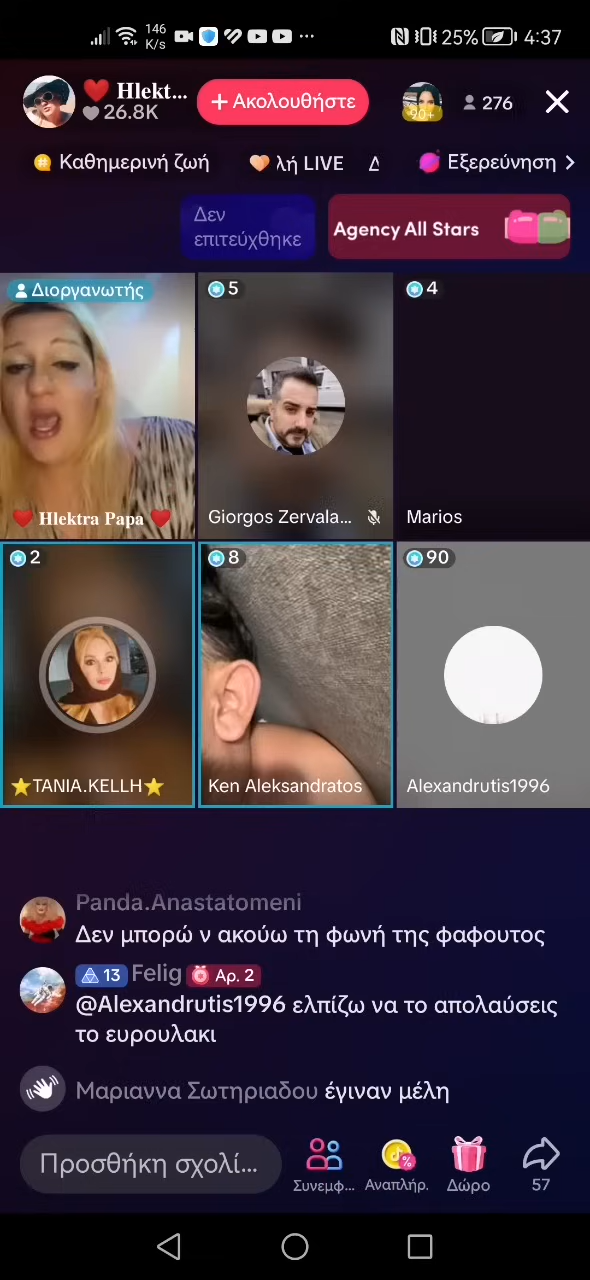 146
K/s
25%
4:37
Hlekt...
26.8K
+ Ακολουθήστε
90+
276
Καθημερινή ζωή
λή LIVE
Εξερεύνηση
Δεν
επιτεύχθηκε
Agency All Stars
Διοργανωτής
5
4
Hlektra Papa
Giorgos Zervala...
Marios
2
8
90
TANIA.KELLH
Ken Aleksandratos
Alexandrutis1996
Panda.Anastatomeni
Δεν μπορώ ν ακούω τη φωνή της φαφουτος
13 Felig Αρ. 2
@Alexandrutis1996 ελπίζω να το απολαύσεις
το ευρουλακι
Μαριαννα Σωτηριαδου έγιναν μέλη
Προσθήκη σχολί...
Συνεμφ...
Αναπλήρ.
Δώρο
57